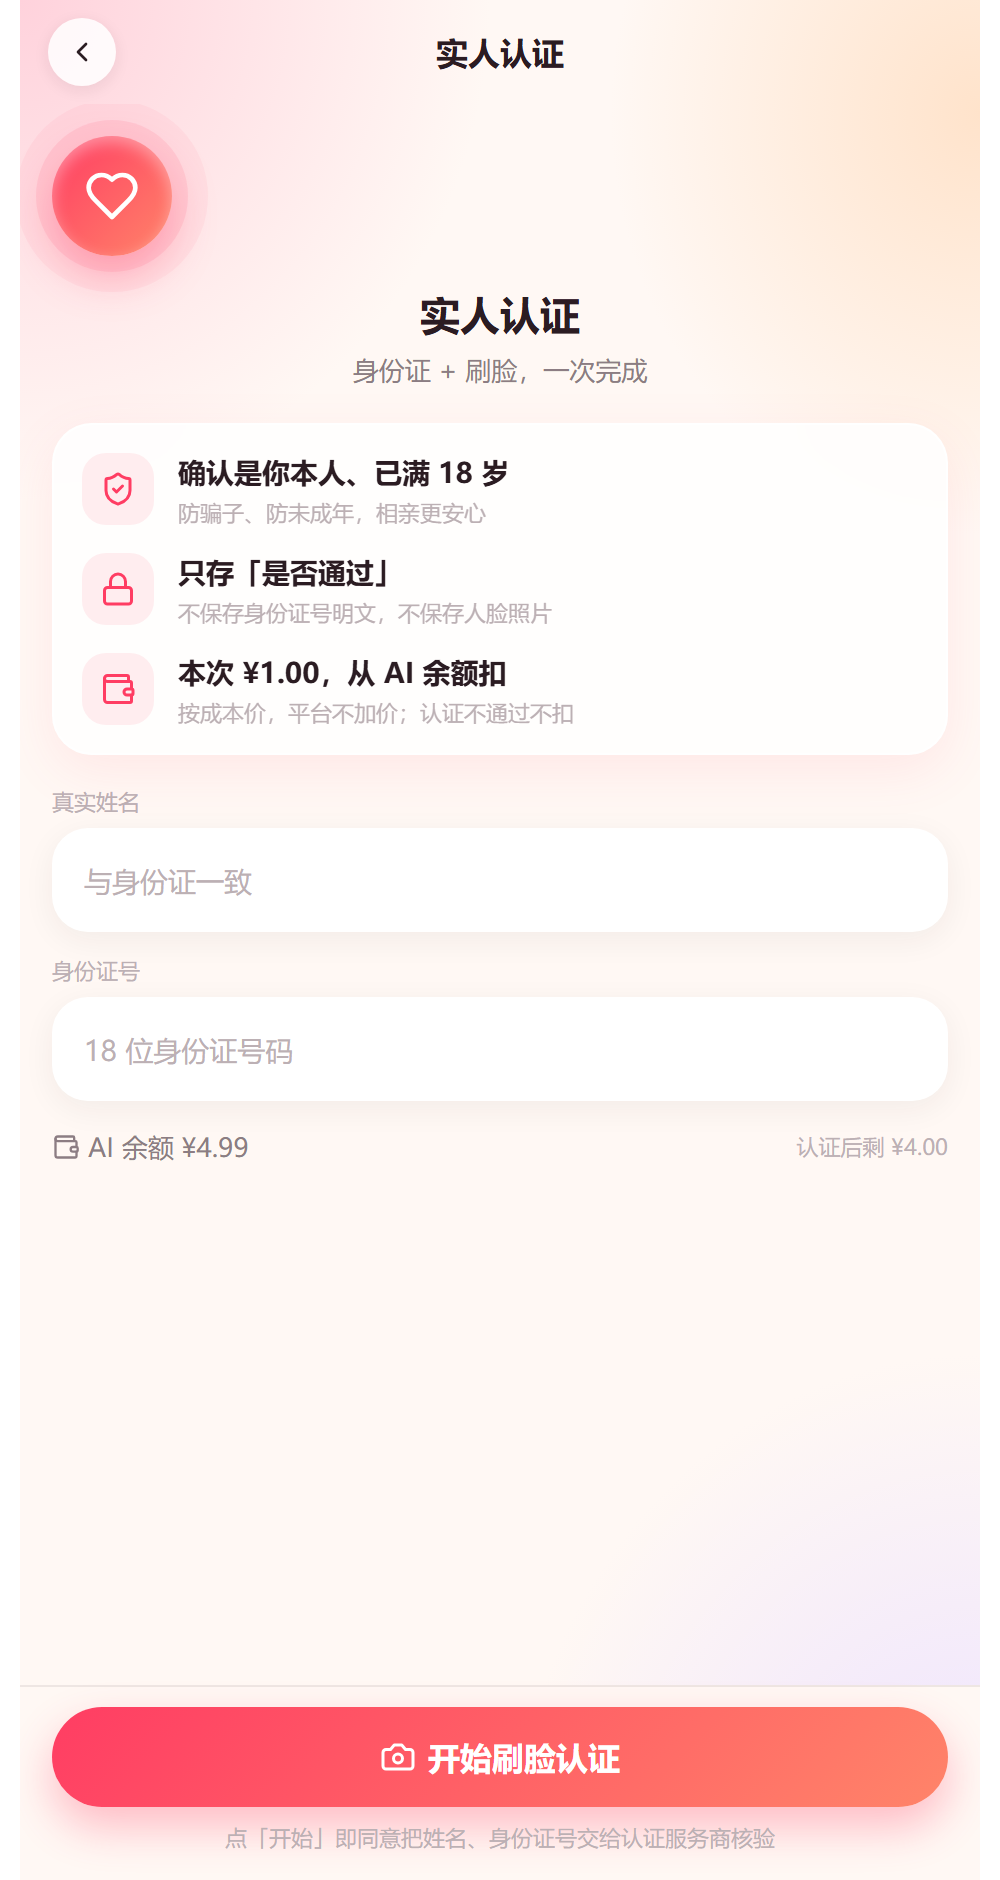 实人认证
实人认证
身份证 + 刷脸，一次完成
确认是你本人、已满 18 岁
防骗子、防未成年，相亲更安心
只存「是否通过」
不保存身份证号明文，不保存人脸照片
本次 ¥1.00，从 AI 余额扣
按成本价，平台不加价；认证不通过不扣
真实姓名
与身份证一致
身份证号
18 位身份证号码
AI 余额 ¥4.99
认证后剩 ¥4.00
开始刷脸认证
点「开始」即同意把姓名、身份证号交给认证服务商核验